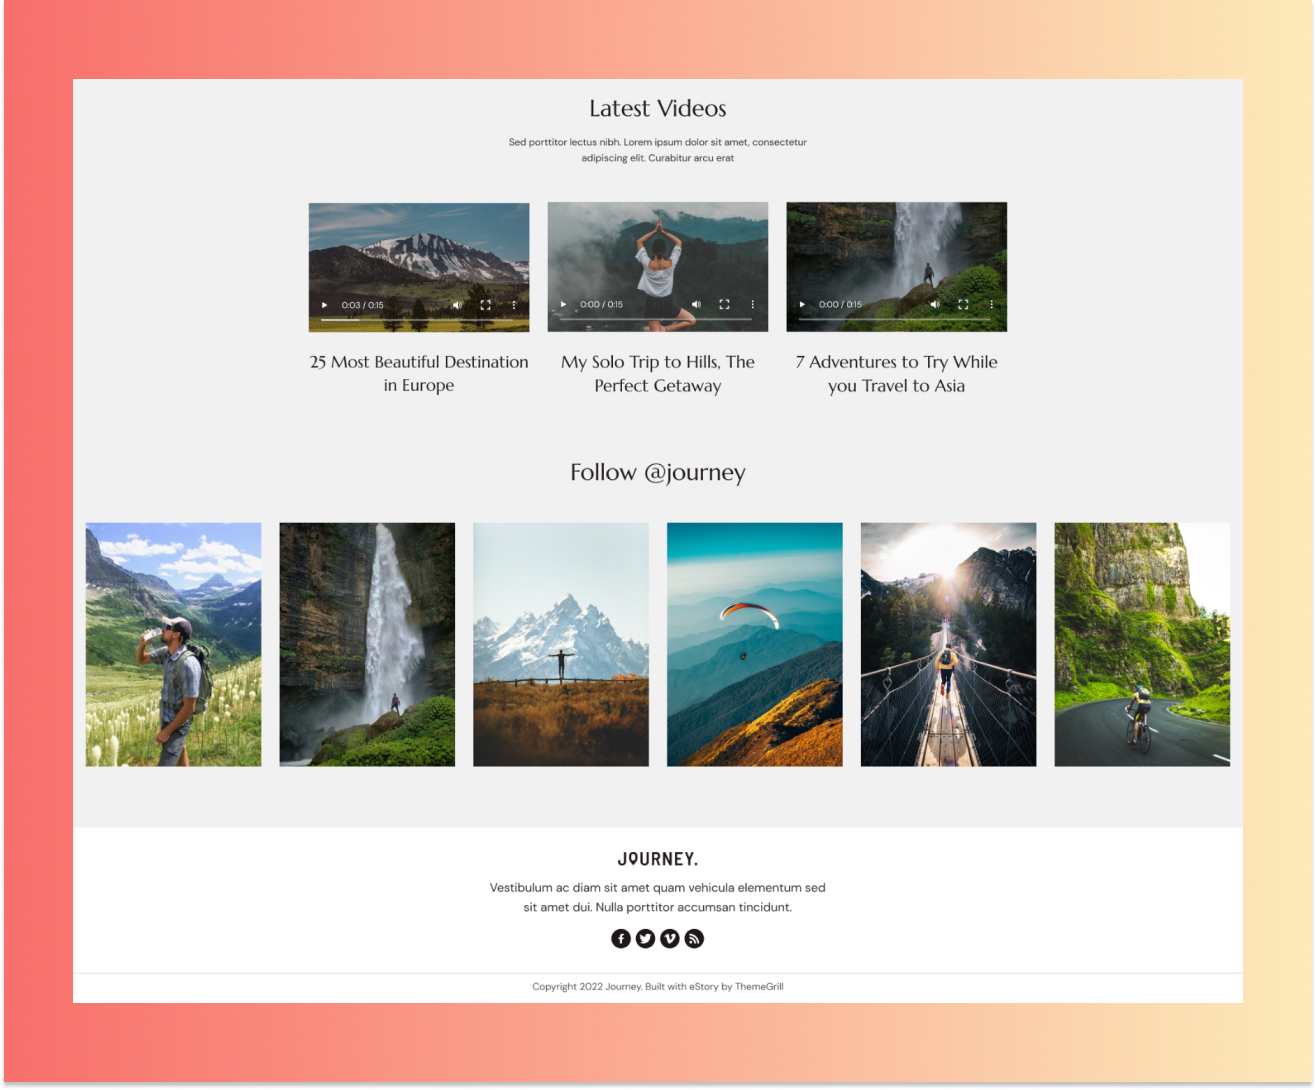 Latest Videos
Sed porttitor lectus nibh. Lorem ipsum dolor sit amet, consectetur
adipiscing elit. Curabitur arcu erat
0:03 / 0:15
0:00 / 0:15
0:00 / 0:15
25 Most Beautiful Destination
in Europe
My Solo Trip to Hills, The
Perfect Getaway
7 Adventures to Try While
you Travel to Asia
Follow @journey
JOURNEY.
Vestibulum ac diam sit amet quam vehicula elementum sed
sit amet dui. Nulla porttitor accumsan tincidunt.
Copyright 2022 Journey. Built with eStory by ThemeGrill